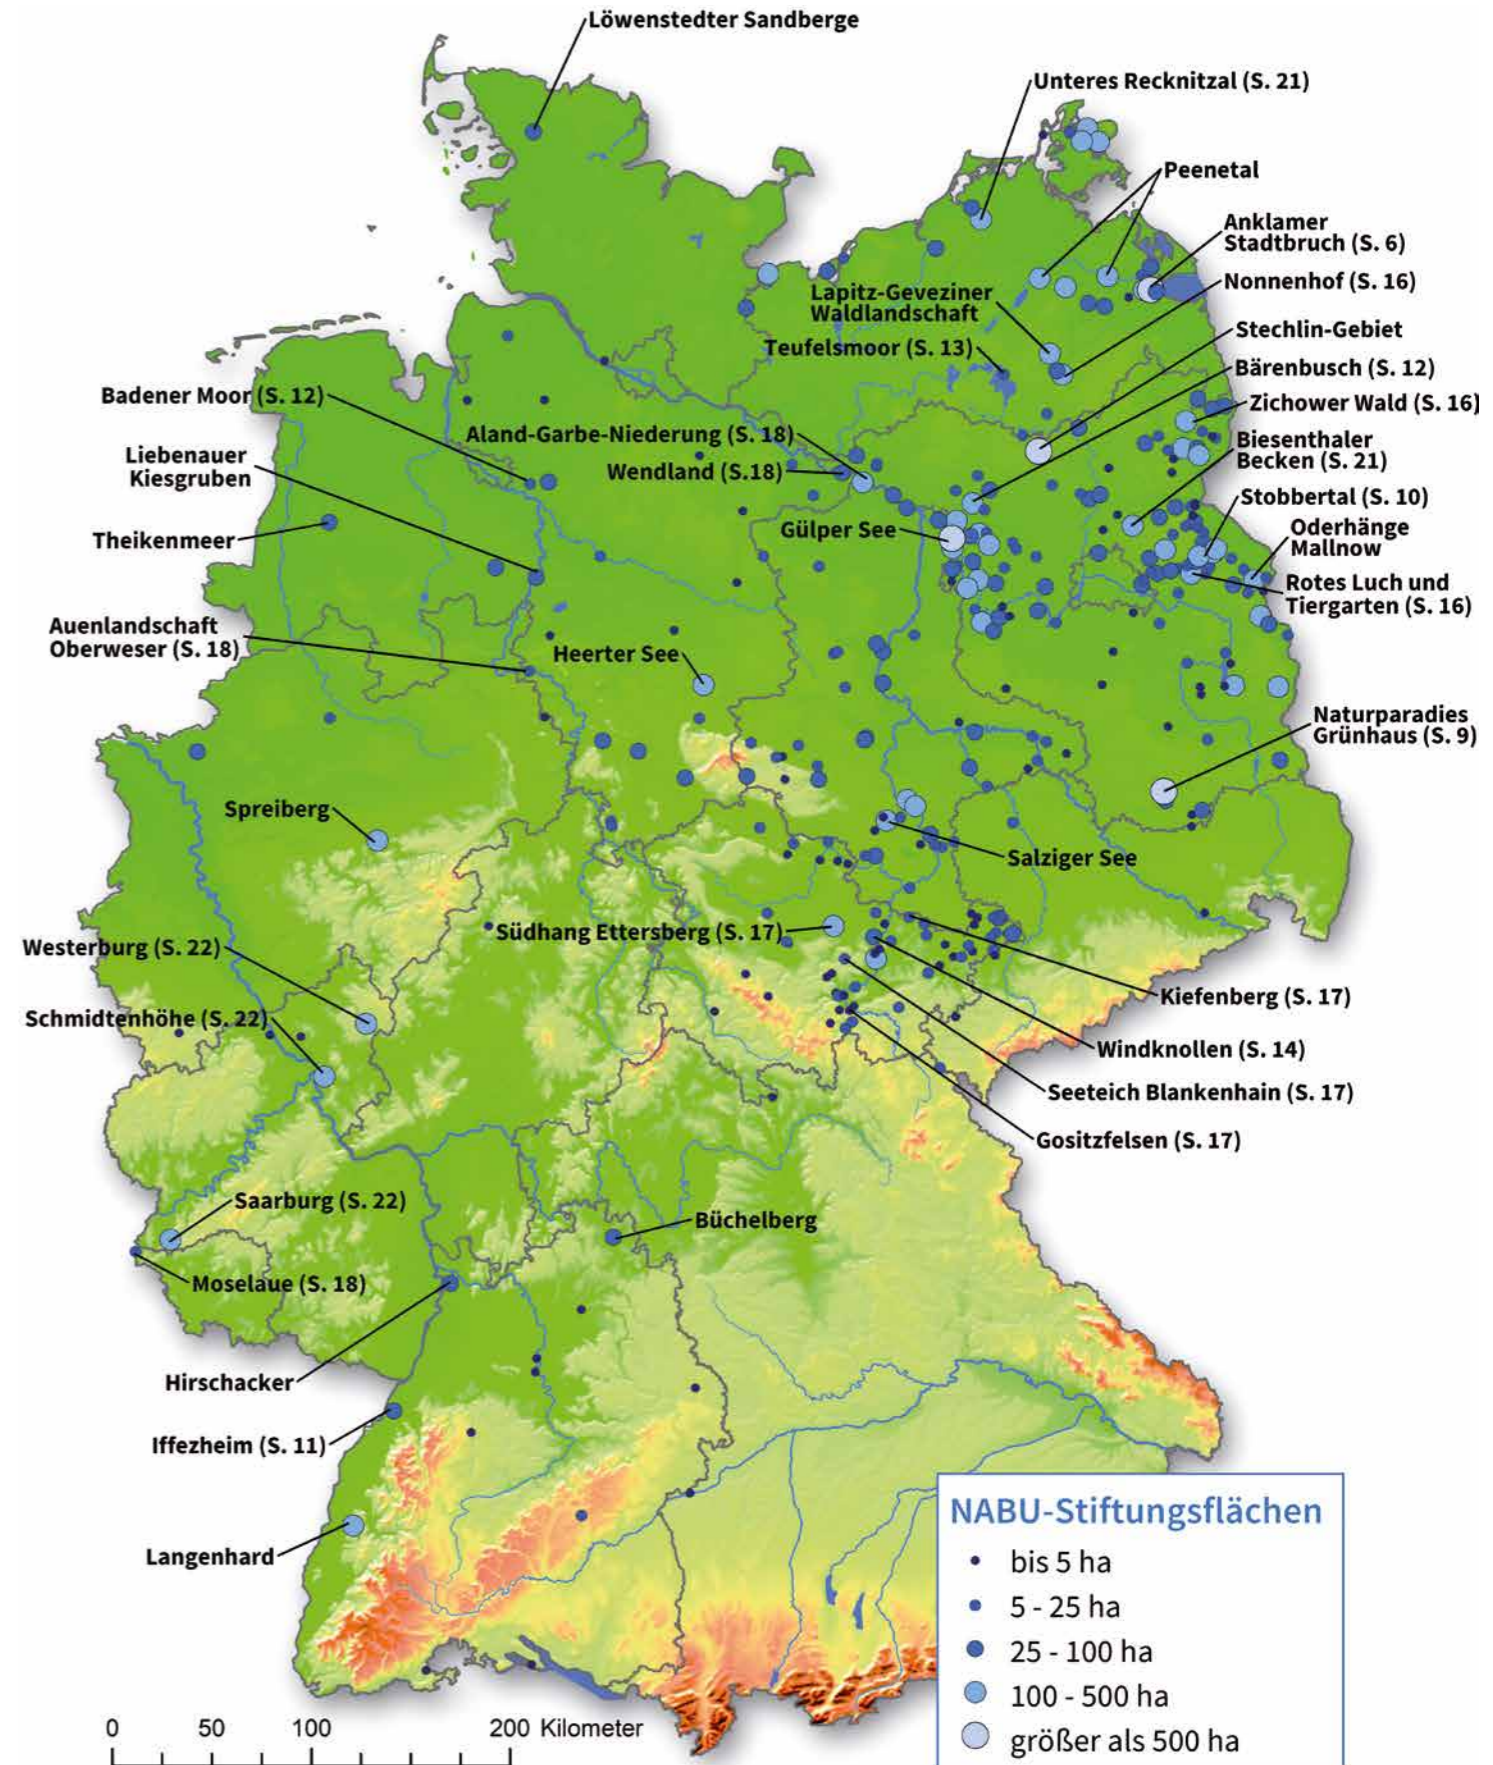 Löwenstedter Sandberge
Unteres Recknitzal (S. 21)
Peenetal
Anklamer
Stadtbruch (S. 6)
Nonnenhof (S. 16)
Lapitz-Geveziner
Waldlandschaft
Stechlin-Gebiet
Teufelsmoor (S. 13)
Bärenbusch (S. 12)
Badener Moor (S. 12)
Zichower Wald (S. 16)
Aland-Garbe-Niederung (S. 18)
Biesenthaler
Becken (S. 21)
Liebenauer
Kiesgruben
Wendland (S.18)
Stobbertal (S. 10)
Gülper See
Oderhänge
Mallnow
Theikenmeer
Rotes Luch und
Tiergarten (S. 16)
Auenlandschaft
Oberweser (S. 18)
Heerter See
Naturparadies
Grünhaus (S. 9)
Spreiberg
Salziger See
Südhang Ettersberg (S. 17)
Westerburg (S. 22)
Kiefenberg (S. 17)
Schmidtenhöhe (S. 22)
Windknollen (S. 14)
Seeteich Blankenhain (S. 17)
Gositzfelsen (S. 17)
Saarburg (S. 22)
Büchelberg
Moselaue (S. 18)
Hirschacker
Iffezheim (S. 11)
Langenhard
NABU-Stiftungsflächen
bis 5 ha
5 - 25 ha
25 - 100 ha
100 - 500 ha
größer als 500 ha
0 50 100 200 Kilometer